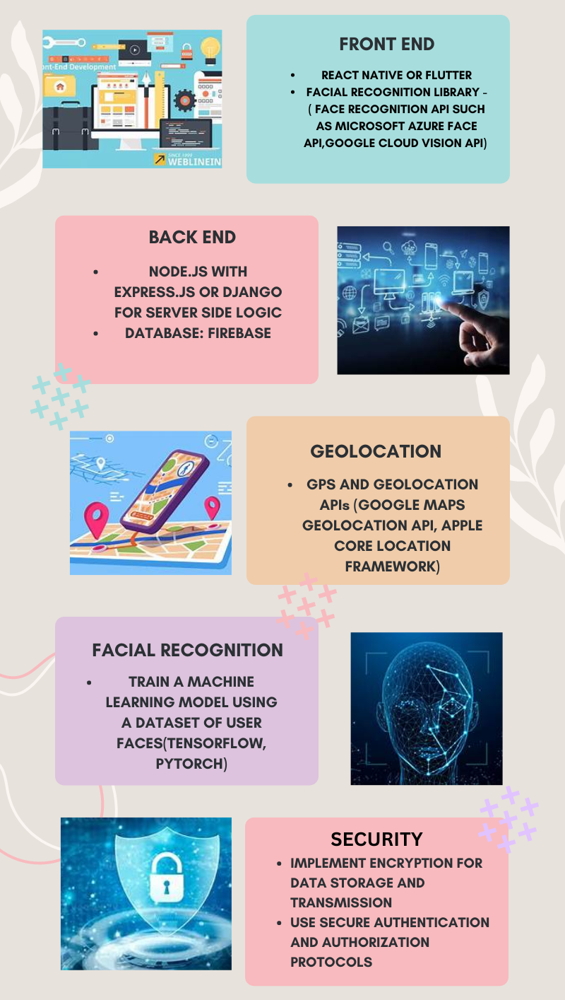 FRONT END
ont-End Development
• REACT NATIVE OR FLUTTER
• FACIAL RECOGNITION LIBRARY -
( FACE RECOGNITION API SUCH
AS MICROSOFT AZURE FACE
API,GOOGLE CLOUD VISION API)
SINCE 1999
WEBLINEIN
BACK END
• NODE.JS WITH
EXPRESS.JS OR DJANGO
FOR SERVER SIDE LOGIC
• DATABASE: FIREBASE
GEOLOCATION
• GPS AND GEOLOCATION
APIs (GOOGLE MAPS
GEOLOCATION API, APPLE
CORE LOCATION
FRAMEWORK)
FACIAL RECOGNITION
• TRAIN A MACHINE
LEARNING MODEL USING
A DATASET OF USER
FACES(TENSORFLOW,
PYTORCH)
SECURITY
• IMPLEMENT ENCRYPTION FOR
DATA STORAGE AND
TRANSMISSION
• USE SECURE AUTHENTICATION
AND AUTHORIZATION
PROTOCOLS